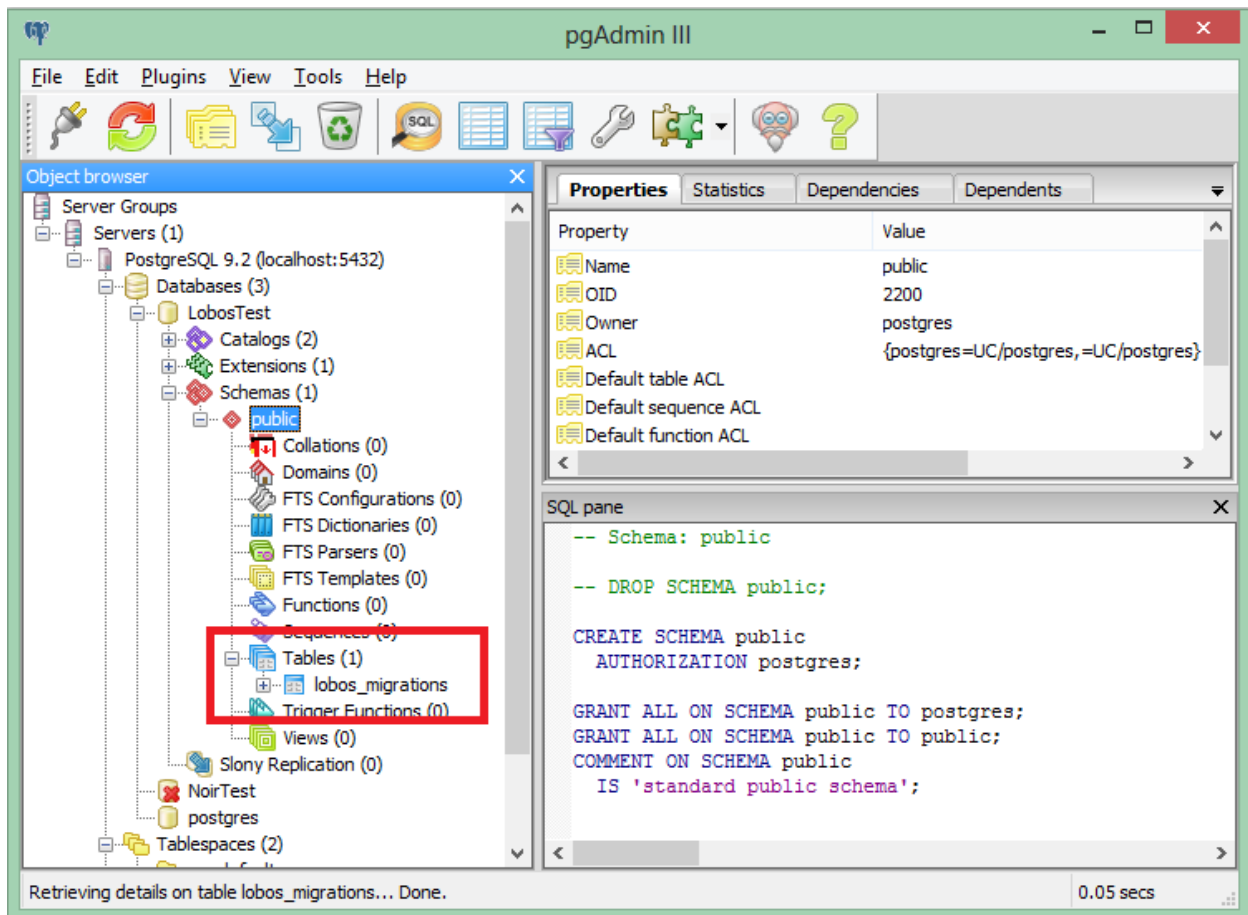 pgAdmin III
File Edit Plugins View Tools Help
SQL
Object browser
Server Groups
Servers (1)
PostgreSQL 9.2 (localhost:5432)
Databases (3)
LobosTest
Catalogs (2)
Extensions (1)
Schemas (1)
public
Collations (0)
Domains (0)
FTS Configurations (0)
FTS Dictionaries (0)
FTS Parsers (0)
FTS Templates (0)
Functions (0)
Sequences (0)
Tables (1)
lobos_migrations
Trigger Functions (0)
Views (0)
Slony Replication (0)
NoirTest
postgres
Tablespaces (2)
Properties Statistics Dependencies Dependents
Property Value
Name public
OID 2200
Owner postgres
ACL {postgres=UC/postgres,=UC/postgres}
Default table ACL
Default sequence ACL
Default function ACL
SQL pane
-- Schema: public
-- DROP SCHEMA public;
CREATE SCHEMA public
AUTHORIZATION postgres;
GRANT ALL ON SCHEMA public TO postgres;
GRANT ALL ON SCHEMA public TO public;
COMMENT ON SCHEMA public
IS 'standard public schema';
Retrieving details on table lobos_migrations... Done. 0.05 secs